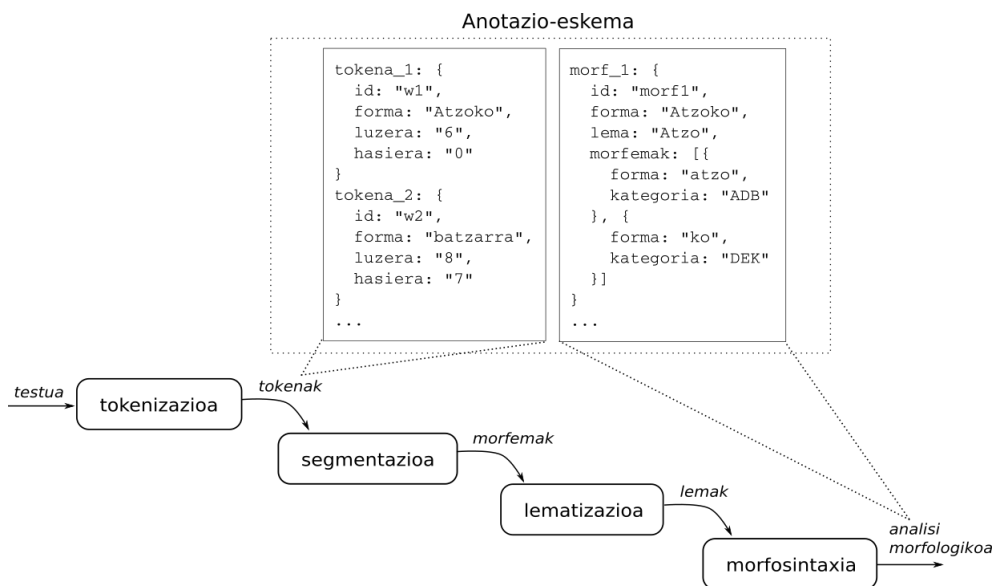 Anotazio-eskema
tokena_1: {
  id: "w1",
  forma: "Atzoko",
  luzera: "6",
  hasiera: "0"
}
tokena_2: {
  id: "w2",
  forma: "batzarra",
  luzera: "8",
  hasiera: "7"
}
...
morf_1: {
  id: "morf1",
  forma: "Atzoko",
  lema: "Atzo",
  morfemak: [{
    forma: "atzo",
    kategoria: "ADB"
  }, {
    forma: "ko",
    kategoria: "DEK"
  }]
}
...
testua
tokenizazioa
tokenak
segmentazioa
morfemak
lematizazioa
lemak
morfosintaxia
analisi
morfologikoa